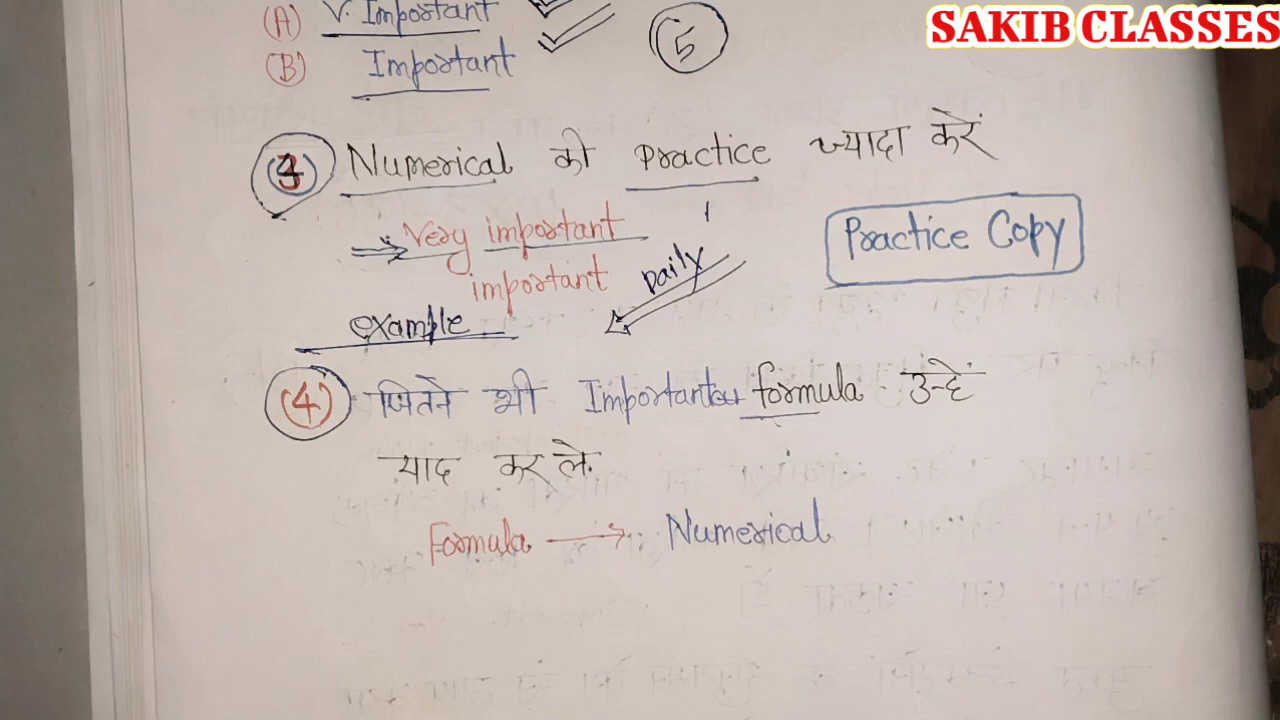 SAKIB CLASSES
(A) V. Important
(B) Important
5
(3) Numerical की Practice ज्यादा करें
⇒ Very important
important
Daily
Practice Copy
example
(4) जितने भी Important formula उन्हें
याद कर लें
Formula → Numerical